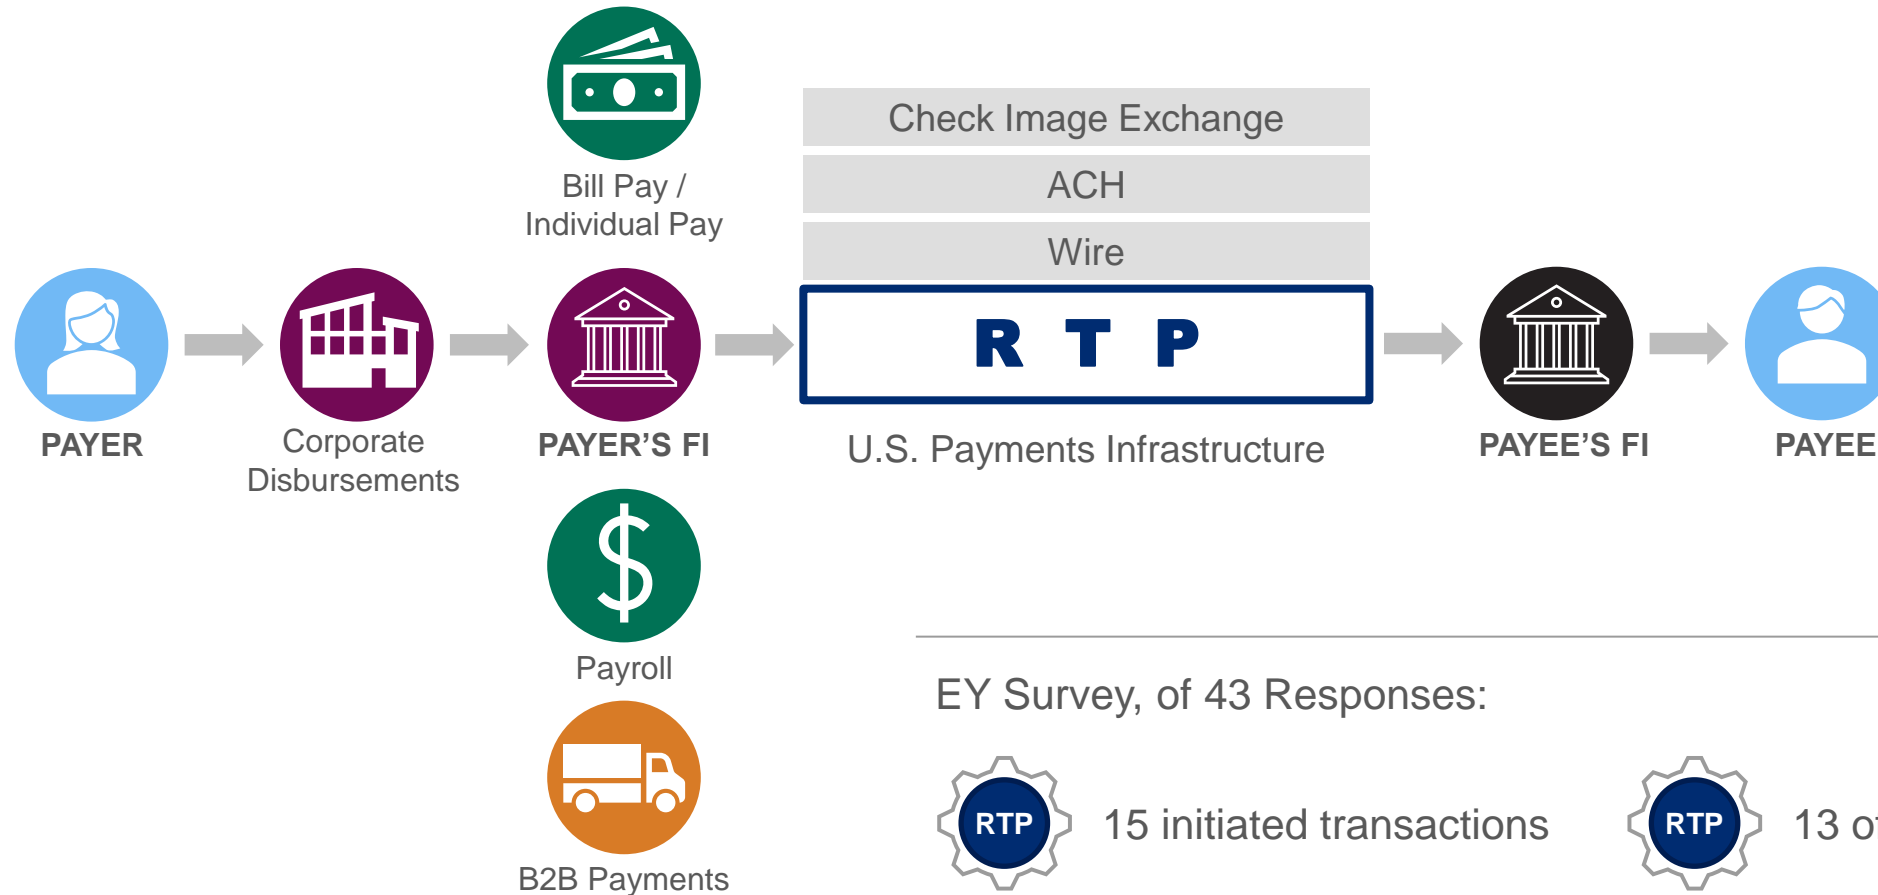 Bill Pay /
Individual Pay
Check Image Exchange
ACH
Wire
R T P
PAYER
Corporate
Disbursements
PAYER'S FI
U.S. Payments Infrastructure
PAYEE'S FI
PAYEE
Payroll
B2B Payments
EY Survey, of 43 Responses:
RTP
15 initiated transactions
RTP
13